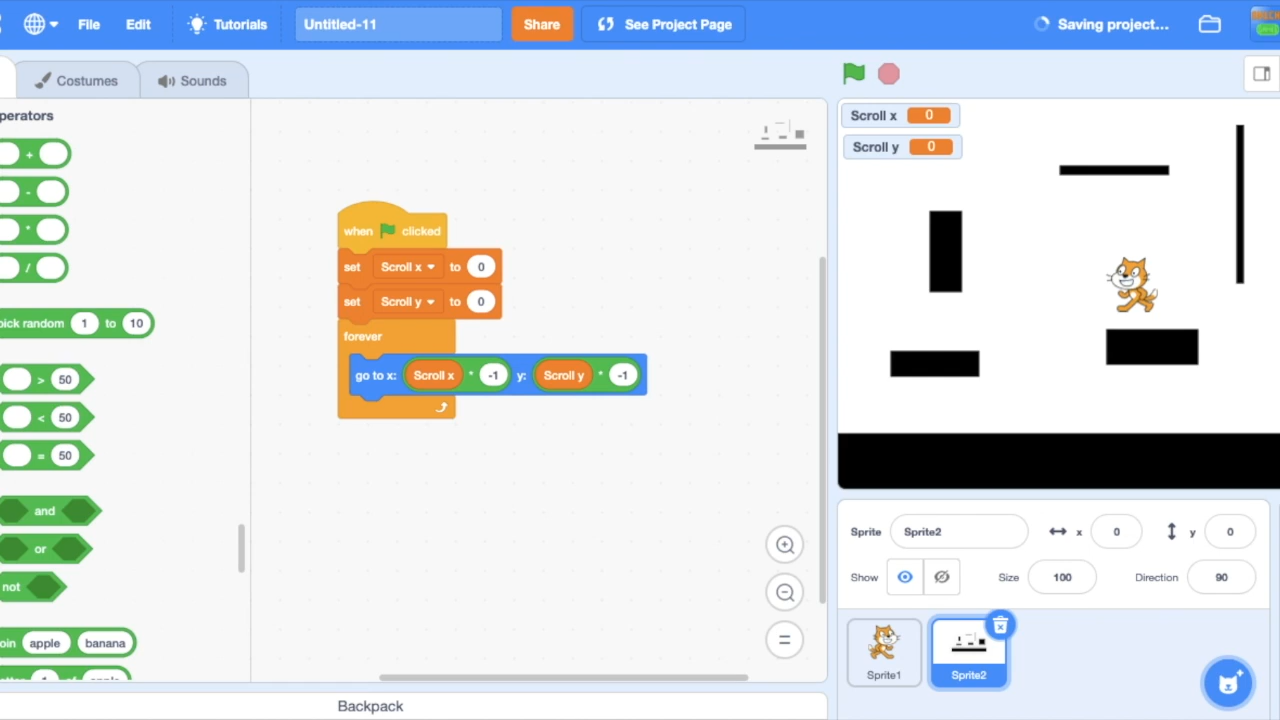 File Edit Tutorials Untitled-11 Share See Project Page Saving project...
Costumes Sounds
perators
+
-
*
/
pick random 1 to 10
> 50
< 50
= 50
and
or
not
oin apple banana
when clicked
set Scroll x to 0
set Scroll y to 0
forever
go to x: Scroll x * -1 y: Scroll y * -1
=
Backpack
Scroll x 0
Scroll y 0
Sprite Sprite2 x 0 y 0
Show Size 100 Direction 90
Sprite1 Sprite2